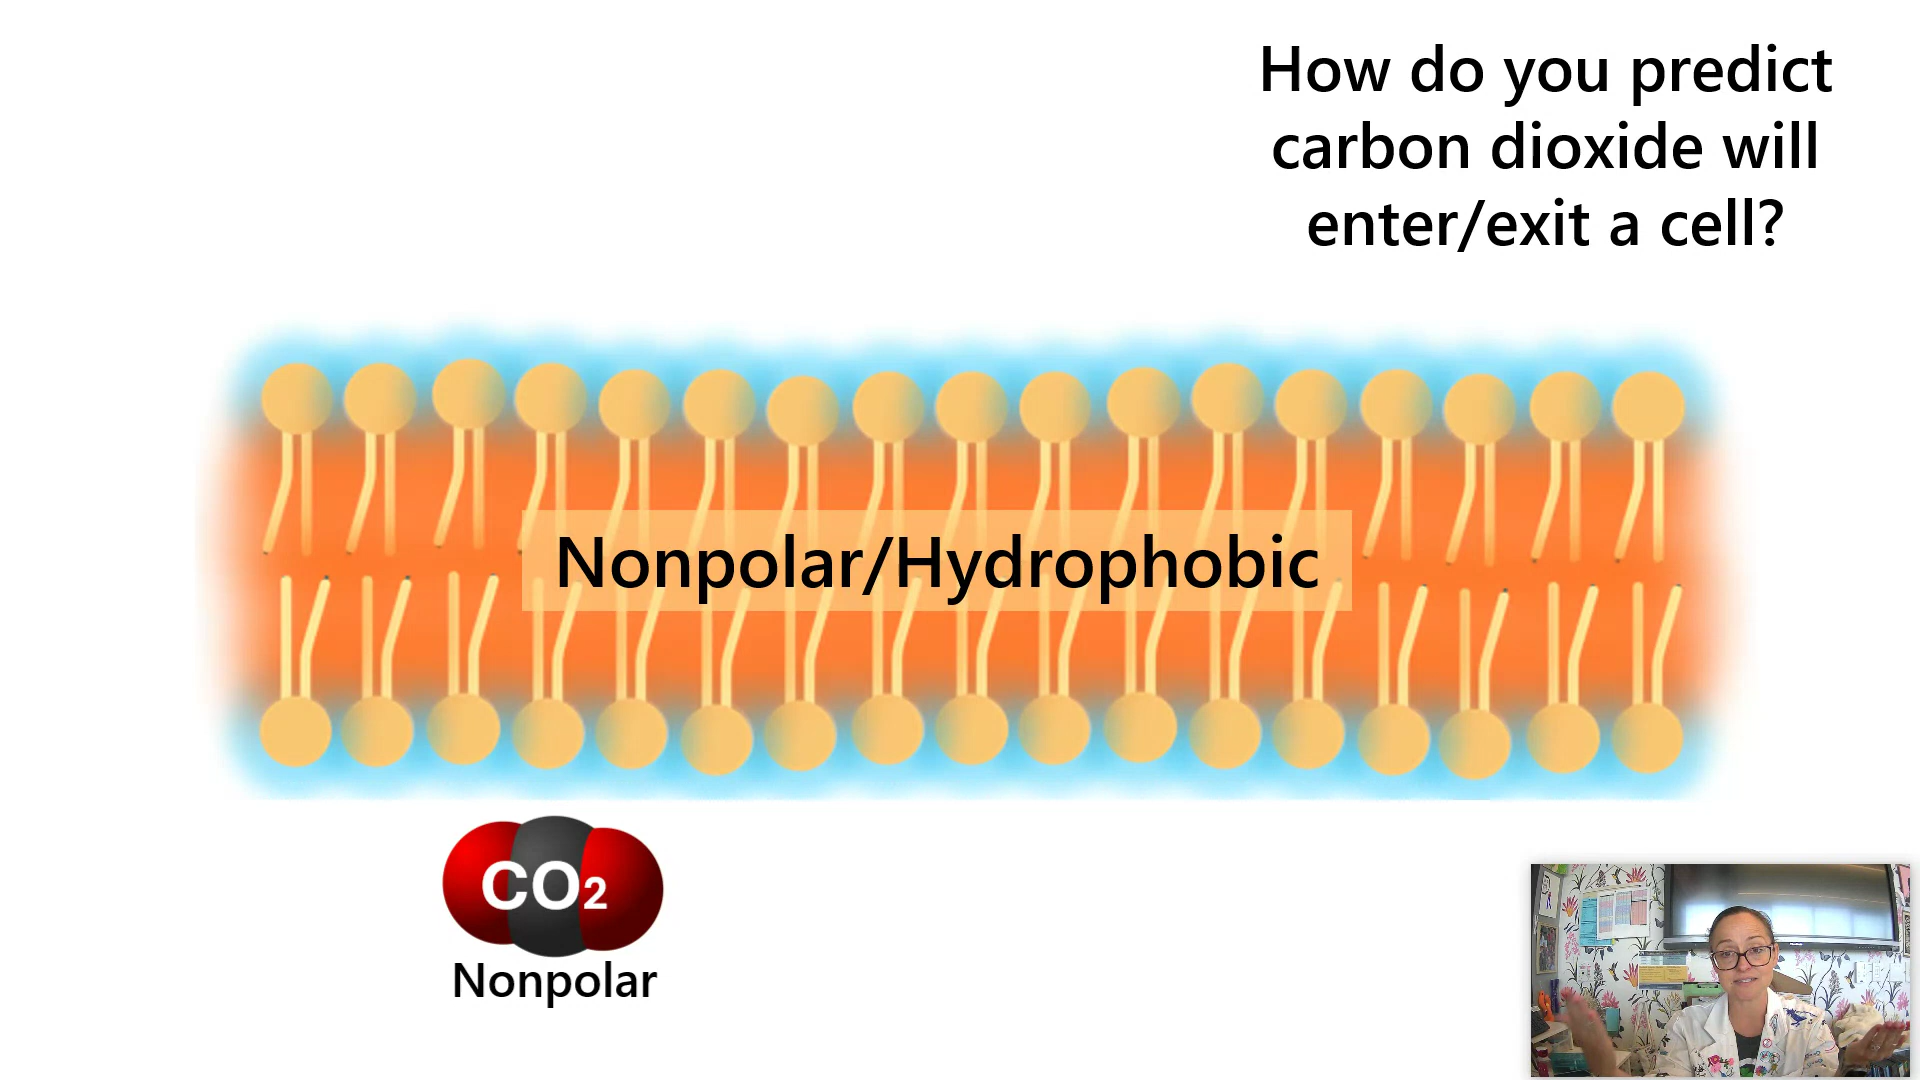 How do you predict
carbon dioxide will
enter/exit a cell?
Nonpolar/Hydrophobic
CO₂
Nonpolar